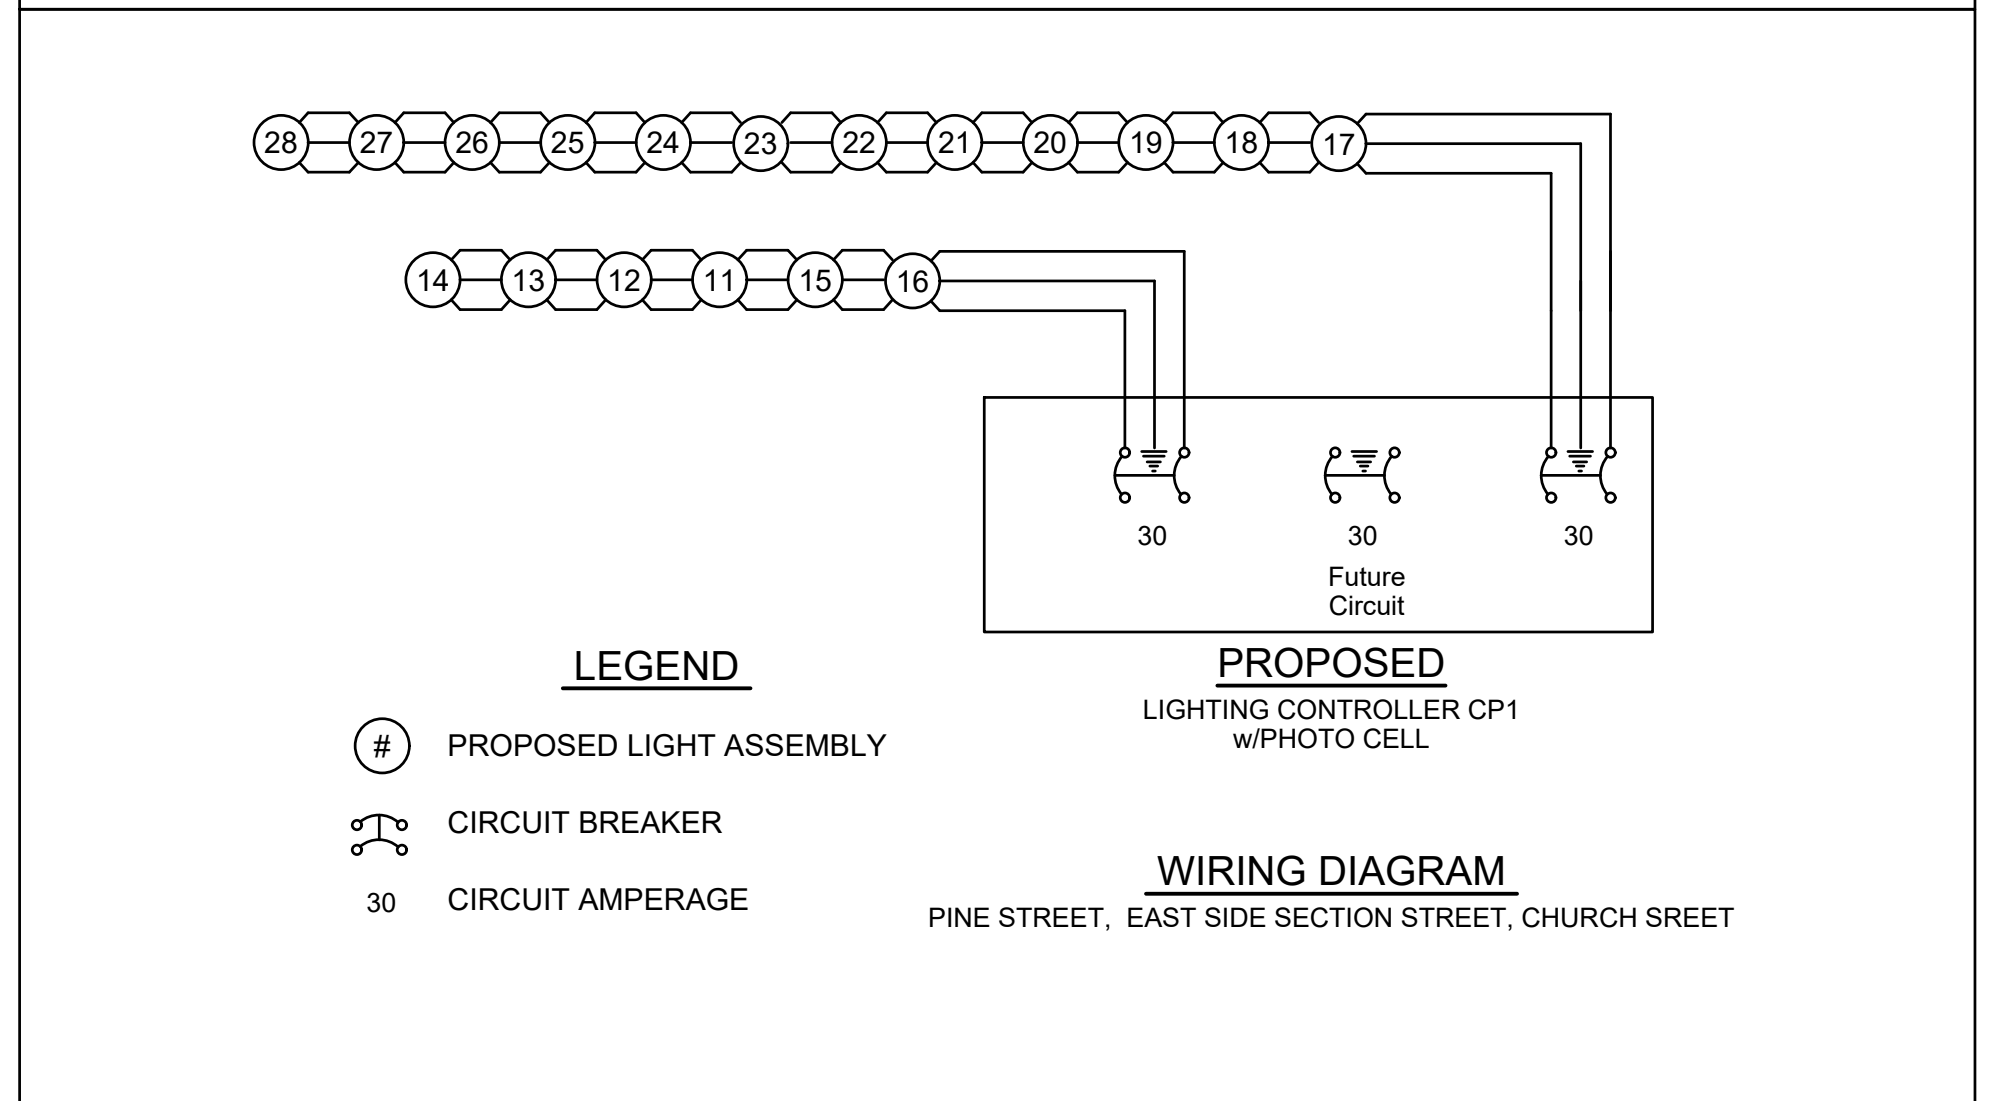 28 27 26 25 24 23 22 21 20 19 18 17
14 13 12 11 15 16
30 30 30
Future
Circuit
LEGEND
# PROPOSED LIGHT ASSEMBLY
CIRCUIT BREAKER
30 CIRCUIT AMPERAGE
PROPOSED
LIGHTING CONTROLLER CP1
w/PHOTO CELL
WIRING DIAGRAM
PINE STREET, EAST SIDE SECTION STREET, CHURCH SREET